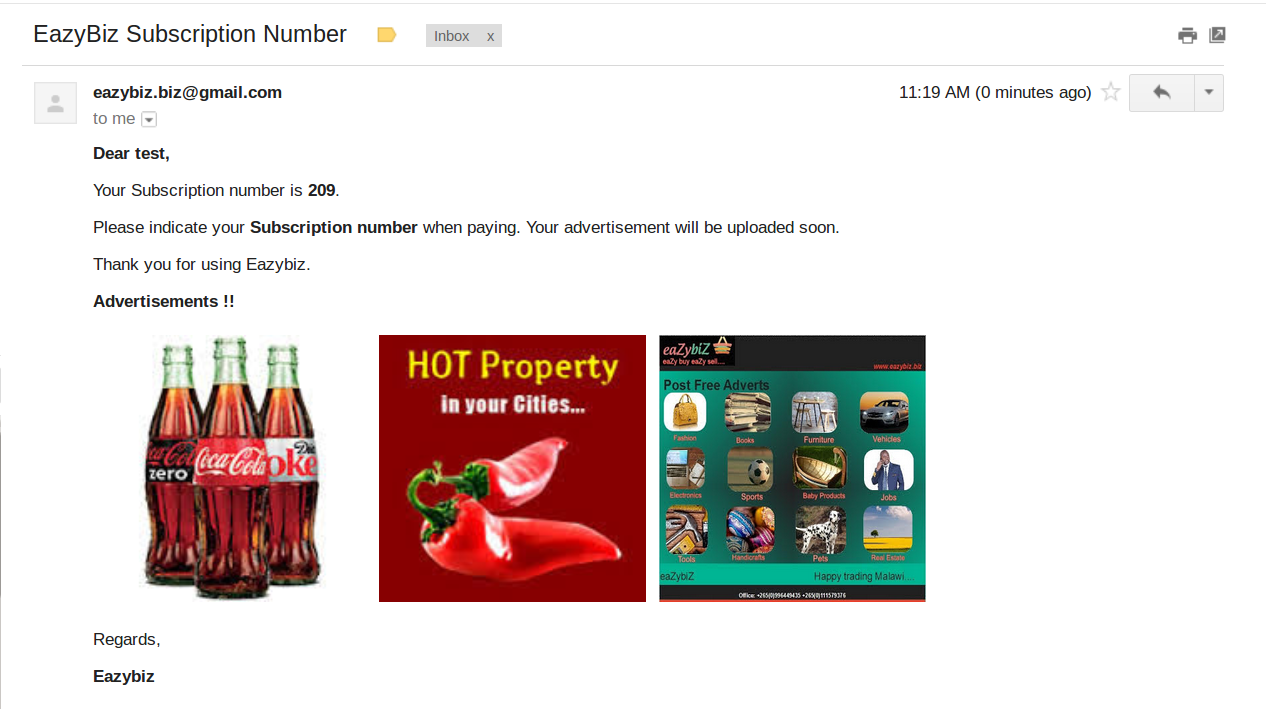 EazyBiz Subscription Number
Inbox x
eazybiz.biz@gmail.com
11:19 AM (0 minutes ago)
to me
Dear test,
Your Subscription number is 209.
Please indicate your Subscription number when paying. Your advertisement will be uploaded soon.
Thank you for using Eazybiz.
Advertisements !!
zero
Coca-Cola
oke
HOT Property
in your Cities...
eaZybiZ
eaZy buy eaZy sell....
www.eazybiz.biz
Post Free Adverts
Fashion
Books
Furniture
Vehicles
Electronics
Sports
Baby Products
Jobs
Tools
Handicrafts
Pets
Real Estate
eaZybiZ
Happy trading Malawi...
Office: +265(0)996449435 +265(0)111579376
Regards,
Eazybiz